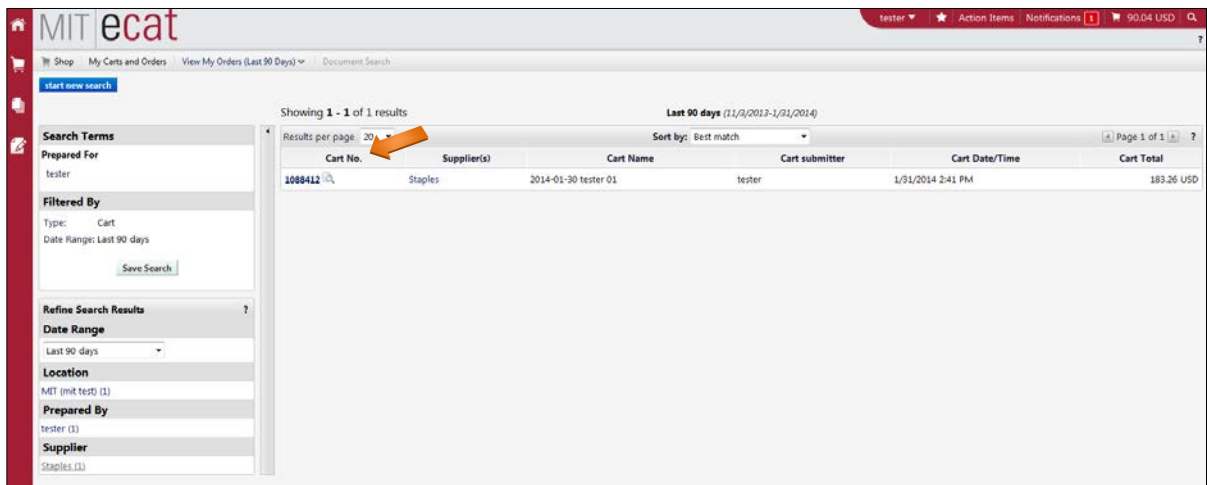 MIT ecat
tester ▼ ★ Action Items Notifications 1 90.04 USD
?
Shop My Carts and Orders View My Orders (Last 90 Days) Document Search
start new search
Showing 1 - 1 of 1 results Last 90 days (11/3/2013-1/31/2014)
Results per page 20 Sort by: Best match Page 1 of 1 ?
Cart No. Supplier(s) Cart Name Cart submitter Cart Date/Time Cart Total
1088412 Staples 2014-01-30 tester 01 tester 1/31/2014 2:41 PM 183.26 USD
Search Terms
Prepared For
tester
Filtered By
Type: Cart
Date Range: Last 90 days
Save Search
Refine Search Results ?
Date Range
Last 90 days
Location
MIT (mit test) (1)
Prepared By
tester (1)
Supplier
Staples (1)